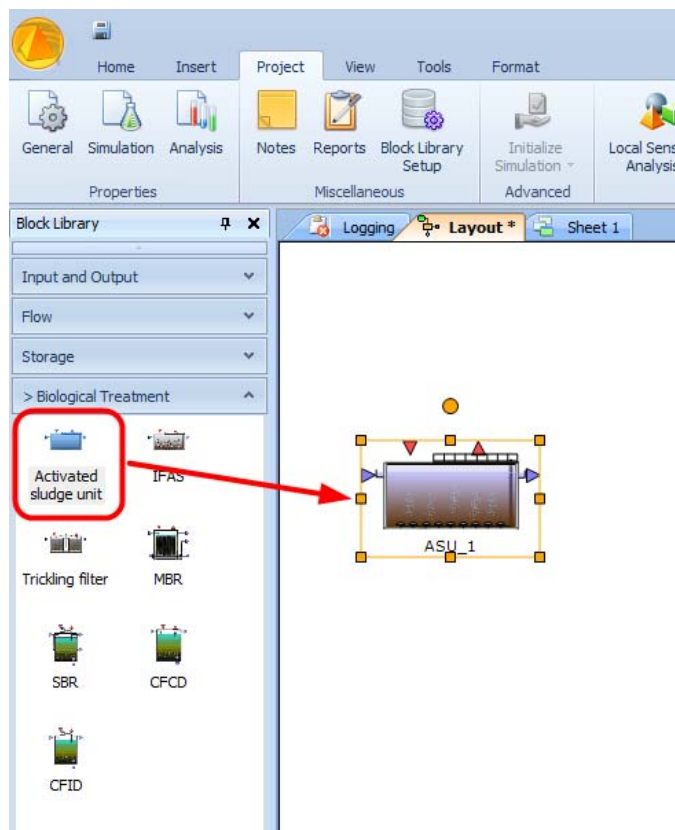 Home Insert Project View Tools Format
General Simulation Analysis Notes Reports Block Library Setup Initialize Simulation Local Sens Analysis
Properties Miscellaneous Advanced
Block Library
Logging Layout * Sheet 1
Input and Output
Flow
Storage
> Biological Treatment
Activated
sludge unit
IFAS
Trickling filter
MBR
SBR
CFCD
CFID
ASU_1